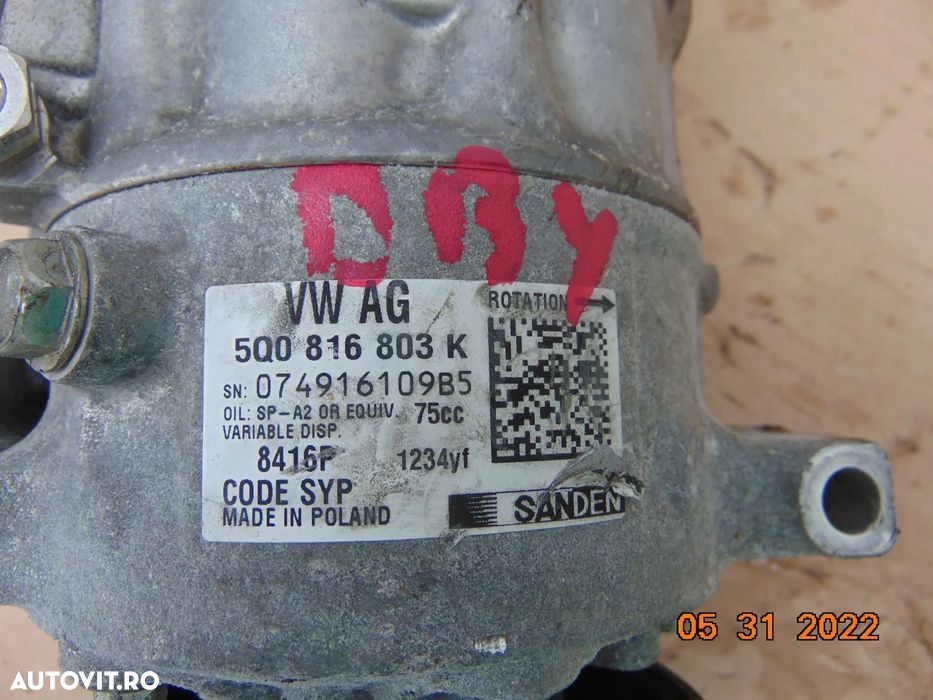 DBY
VW AG
ROTATION →
5Q0 816 803 K
SN: 074916109B5
OIL: SP-A2 OR EQUIV. 75cc
VARIABLE DISP.
8416P 1234yf
CODE SYP
MADE IN POLAND
SANDEN
05 31 2022
AUTOVIT.RO